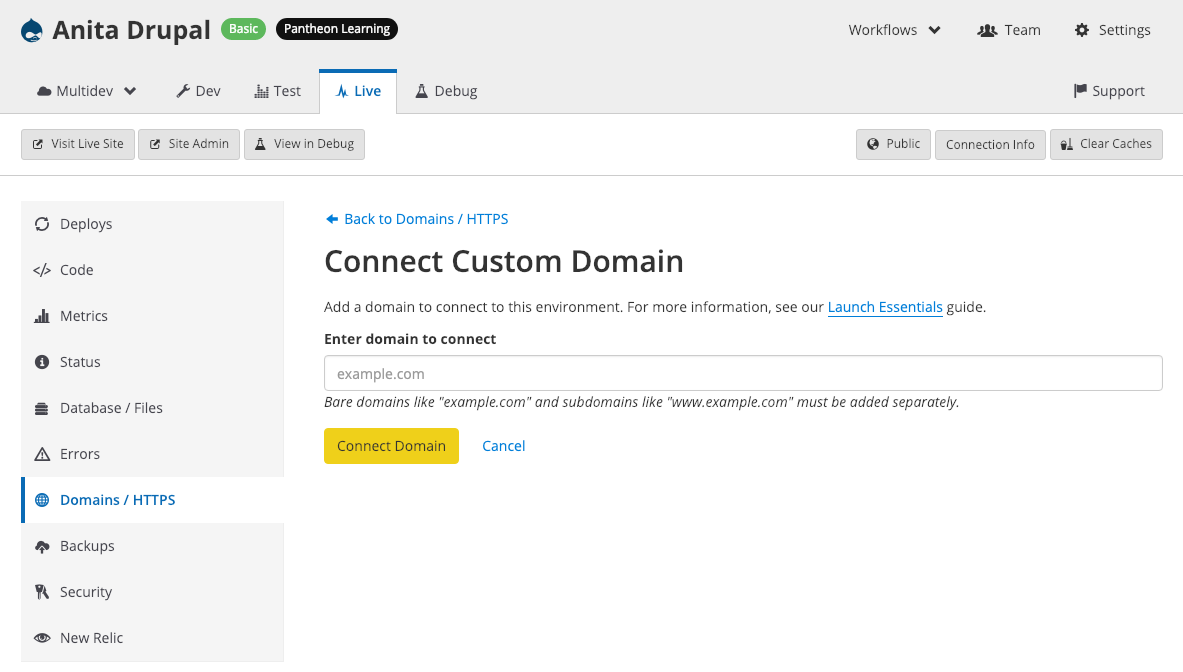 Anita Drupal Basic Pantheon Learning Workflows Team Settings
Multidev Dev Test Live Debug Support
Visit Live Site Site Admin View in Debug Public Connection Info Clear Caches
Deploys
Code
Metrics
Status
Database / Files
Errors
Domains / HTTPS
Backups
Security
New Relic
Back to Domains / HTTPS
Connect Custom Domain
Add a domain to connect to this environment. For more information, see our Launch Essentials guide.
Enter domain to connect
example.com
Bare domains like "example.com" and subdomains like "www.example.com" must be added separately.
Connect Domain Cancel